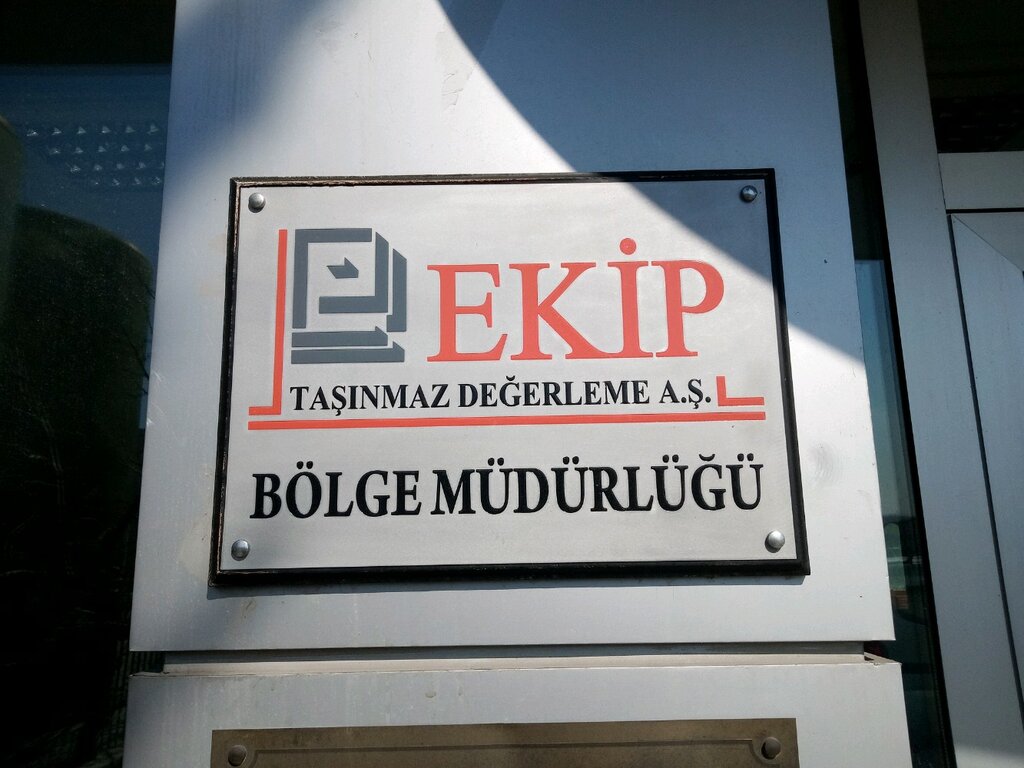 EKİP
TAŞINMAZ DEĞERLEME A.Ş.
BÖLGE MÜDÜRLÜĞÜ